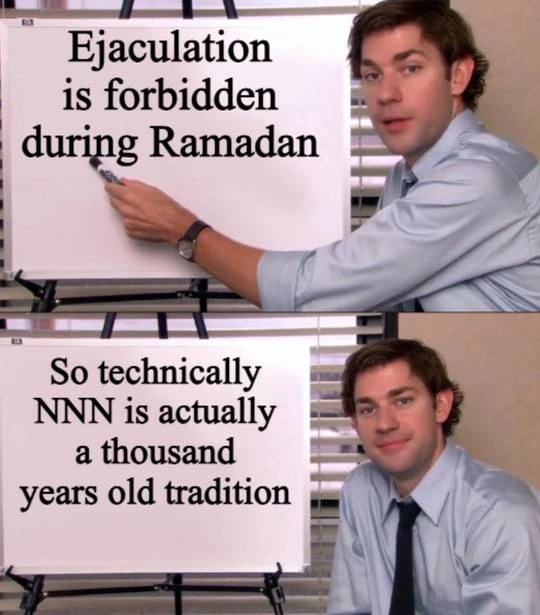 Ejaculation
is forbidden
during Ramadan
So technically
NNN is actually
a thousand
years old tradition